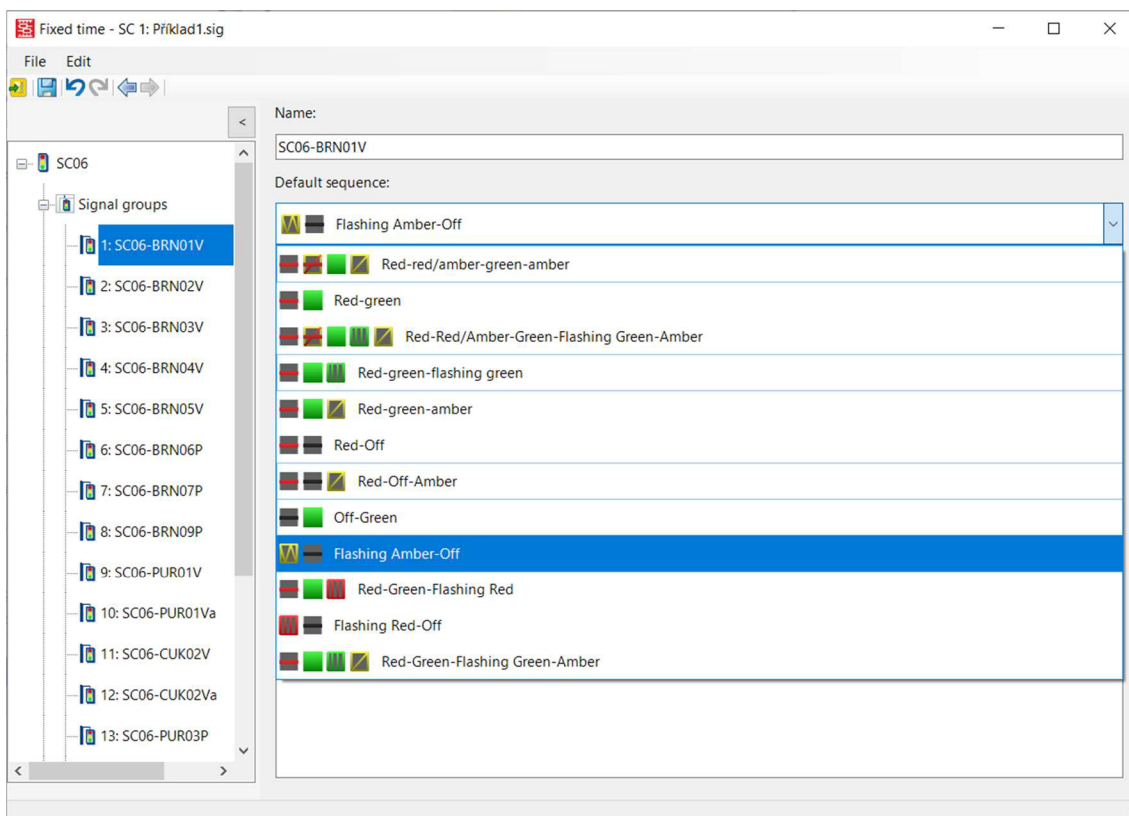 Fixed time - SC 1: Příklad1.sig
File Edit
<
Name:
SC06-BRN01V
Default sequence:
Flashing Amber-Off
SC06
Signal groups
1: SC06-BRN01V
2: SC06-BRN02V
3: SC06-BRN03V
4: SC06-BRN04V
5: SC06-BRN05V
6: SC06-BRN06P
7: SC06-BRN07P
8: SC06-BRN09P
9: SC06-PUR01V
10: SC06-PUR01Va
11: SC06-CUK02V
12: SC06-CUK02Va
13: SC06-PUR03P
Red-red/amber-green-amber
Red-green
Red-Red/Amber-Green-Flashing Green-Amber
Red-green-flashing green
Red-green-amber
Red-Off
Red-Off-Amber
Off-Green
Flashing Amber-Off
Red-Green-Flashing Red
Flashing Red-Off
Red-Green-Flashing Green-Amber